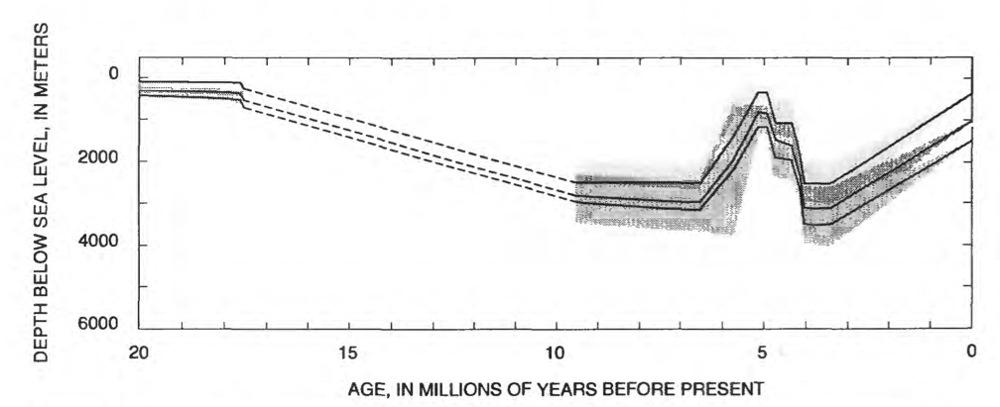 DEPTH BELOW SEA LEVEL, IN METERS
0
2000
4000
6000
20 15 10 5 0
AGE, IN MILLIONS OF YEARS BEFORE PRESENT